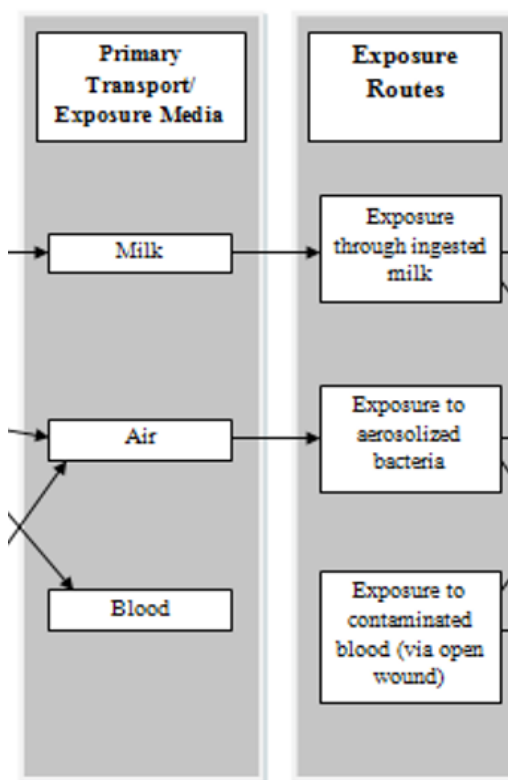 Primary
Transport/
Exposure Media
Exposure
Routes
Milk
Exposure
through ingested
milk
Air
Exposure to
aerosolized
bacteria
Blood
Exposure to
contaminated
blood (via open
wound)